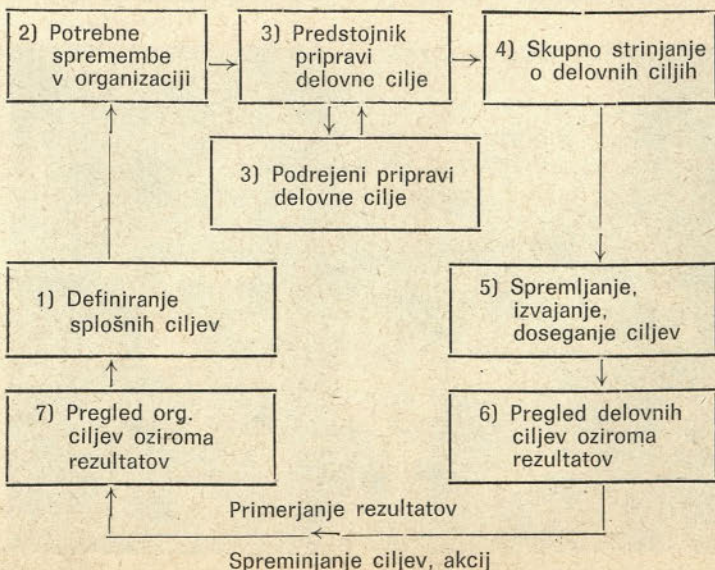 2) Potrebne
spremembe
v organizaciji
3) Predstojnik
pripravi
delovne cilje
4) Skupno strinjanje
o delovnih ciljih
3) Podrejeni pripravi
delovne cilje
1) Definiranje
splošnih ciljev
5) Spremljanje,
izvajanje,
doseganje ciljev
7) Pregled org.
ciljev oziroma
rezultatov
6) Pregled delovnih
ciljev oziroma
rezultatov
Primerjanje rezultatov
Spreminjanje ciljev, akcij